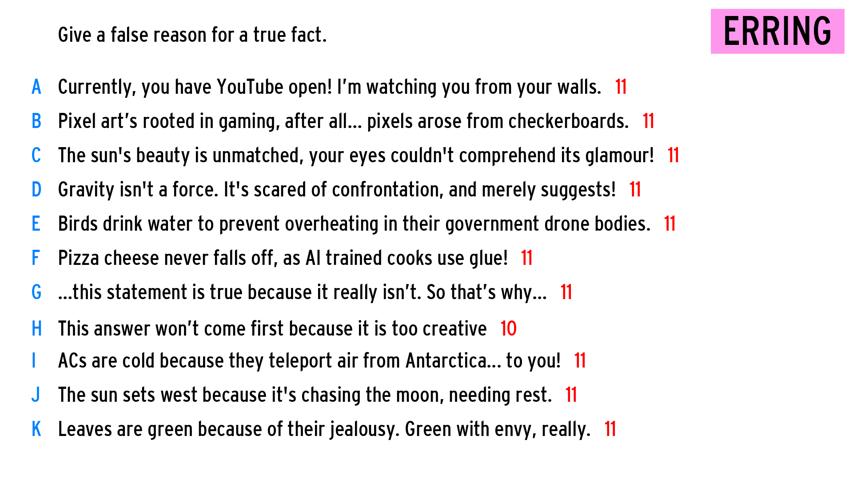 Give a false reason for a true fact.
ERRING
A Currently, you have YouTube open! I'm watching you from your walls. 11
B Pixel art's rooted in gaming, after all... pixels arose from checkerboards. 11
C The sun's beauty is unmatched, your eyes couldn't comprehend its glamour! 11
D Gravity isn't a force. It's scared of confrontation, and merely suggests! 11
E Birds drink water to prevent overheating in their government drone bodies. 11
F Pizza cheese never falls off, as AI trained cooks use glue! 11
G ...this statement is true because it really isn't. So that's why... 11
H This answer won't come first because it is too creative 10
I ACs are cold because they teleport air from Antarctica... to you! 11
J The sun sets west because it's chasing the moon, needing rest. 11
K Leaves are green because of their jealousy. Green with envy, really. 11